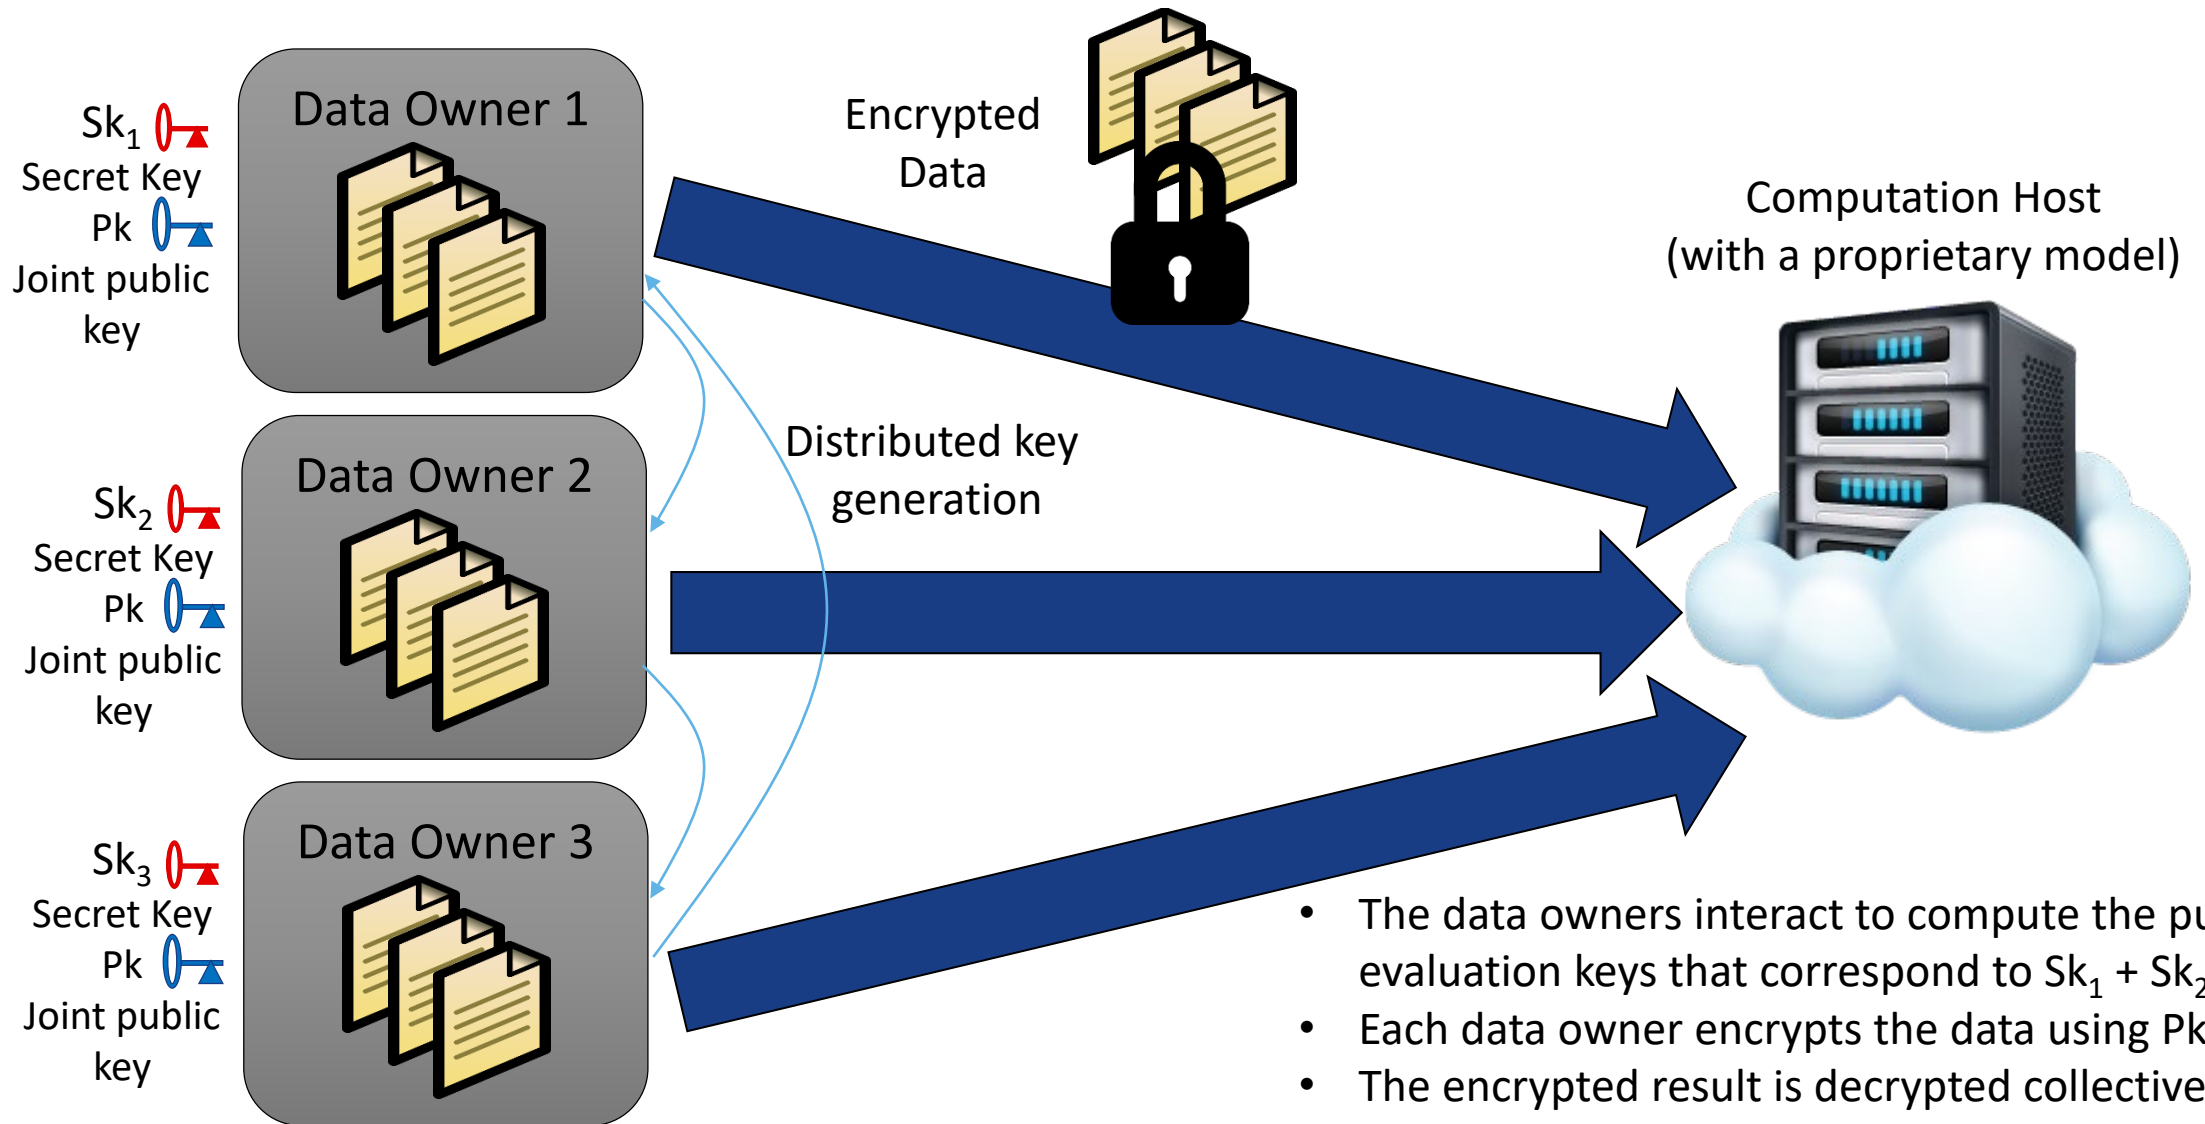 Sk1
Secret Key
Pk
Joint public
key
Data Owner 1
Encrypted
Data
Computation Host
(with a proprietary model)
Distributed key
generation
Sk2
Secret Key
Pk
Joint public
key
Data Owner 2
Sk3
Secret Key
Pk
Joint public
key
Data Owner 3
• The data owners interact to compute the
evaluation keys that correspond to Sk1 + Sk2
• Each data owner encrypts the data using Pk
• The encrypted result is decrypted